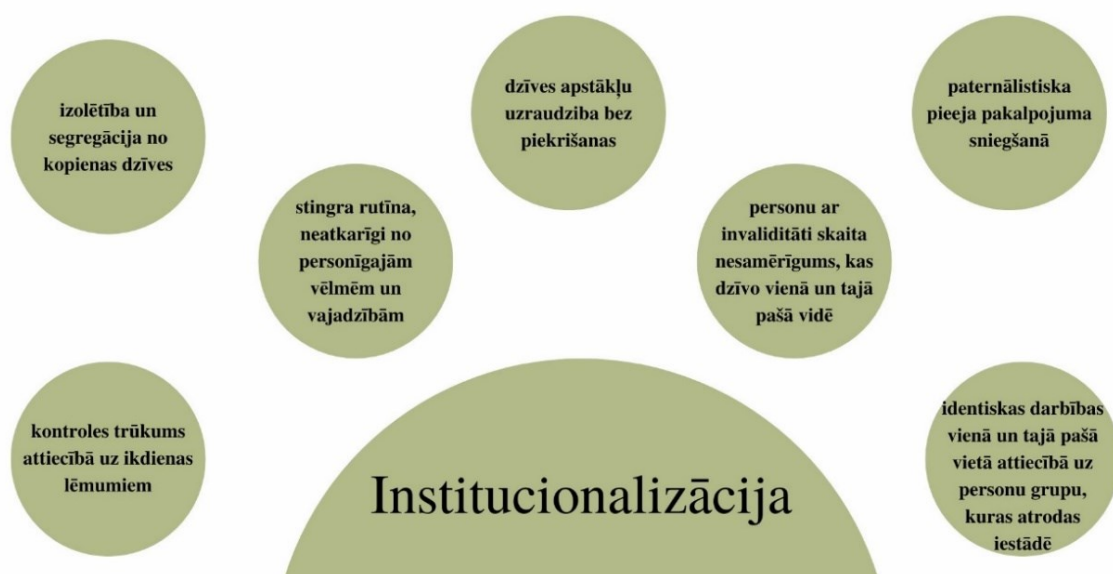 izolētība un
segregācija no
kopienas dzīves
dzīves apstākļu
uzraudzība bez
piekrišanas
paternālistiska
pieeja pakalpojuma
sniegšanā
stingra rutīna,
neatkarīgi no
personīgajām
vēlmēm un
vajadzībām
personu ar
invaliditāti skaita
nesamērīgums, kas
dzīvo vienā un tajā
pašā vidē
kontroles trūkums
attiecībā uz ikdienas
lēmumiem
Institucionalizācija
identiskas darbības
vienā un tajā pašā
vietā attiecībā uz
personu grupu,
kuras atrodas
iestādē